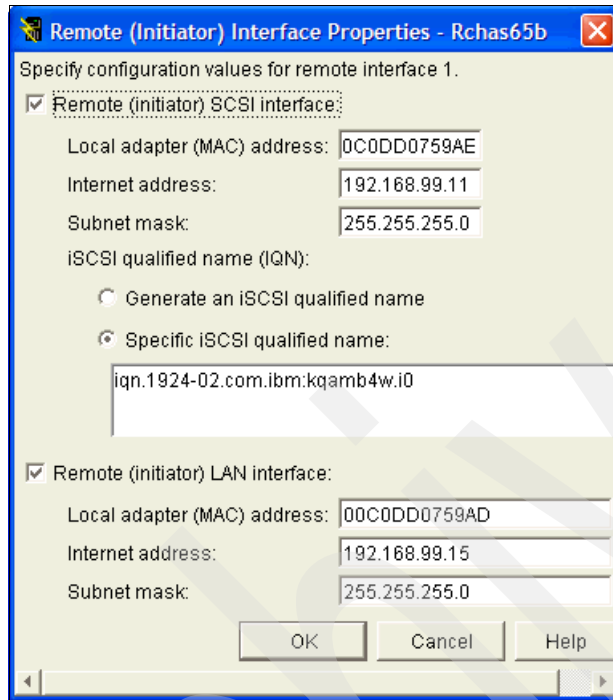 Remote (Initiator) Interface Properties - Rchas65b
Specify configuration values for remote interface 1.
Remote (initiator) SCSI interface:
Local adapter (MAC) address: 0C0DD0759AE
Internet address: 192.168.99.11
Subnet mask: 255.255.255.0
iSCSI qualified name (IQN):
Generate an iSCSI qualified name
Specific iSCSI qualified name:
iqn.1924-02.com.ibm:kqamb4w.i0
Remote (initiator) LAN interface:
Local adapter (MAC) address: 00C0DD0759AD
Internet address: 192.168.99.15
Subnet mask: 255.255.255.0
OK Cancel Help